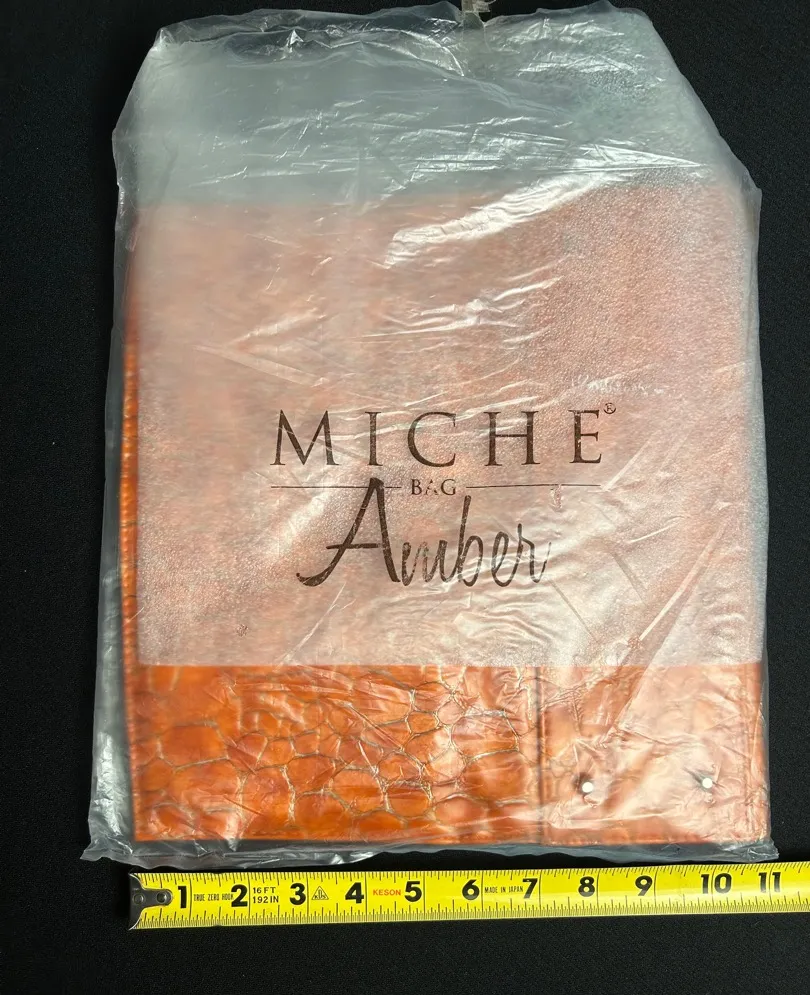 MICHE®
BAG
Amber
1 TRUE ZERO HOOK 2 16 FT 192 IN 3 4 KESON 5 6 MADE IN JAPAN 7 8 9 10 11